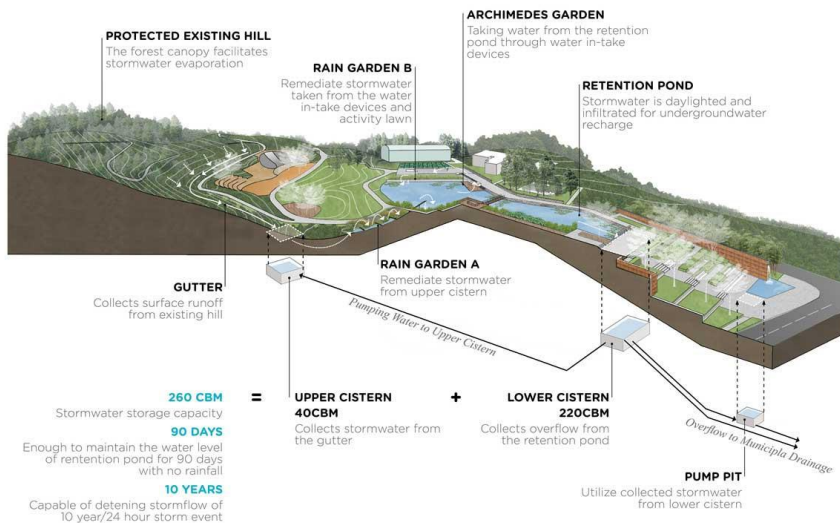 ARCHIMEDES GARDEN
Taking water from the retention
pond through water in-take
devices
PROTECTED EXISTING HILL
The forest canopy facilitates
stormwater evaporation
RAIN GARDEN B
Remediate stormwater
taken from the water
in-take devices and
activity lawn
RETENTION POND
Stormwater is daylighted and
infiltrated for undergroundwater
recharge
GUTTER
Collects surface runoff
from existing hill
RAIN GARDEN A
Remediate stormwater
from upper cistern
Pumping Water to Upper Cistern
260 CBM
Stormwater storage capacity
90 DAYS
Enough to maintain the water level
of rentention pond for 90 days
with no rainfall
10 YEARS
Capable of detening stormflow of
10 year/24 hour storm event
=
UPPER CISTERN
40CBM
Collects stormwater from
the gutter
+
LOWER CISTERN
220CBM
Collects overflow from
the retention pond
Overflow to Municipla Drainage
PUMP PIT
Utilize collected stormwater
from lower cistern